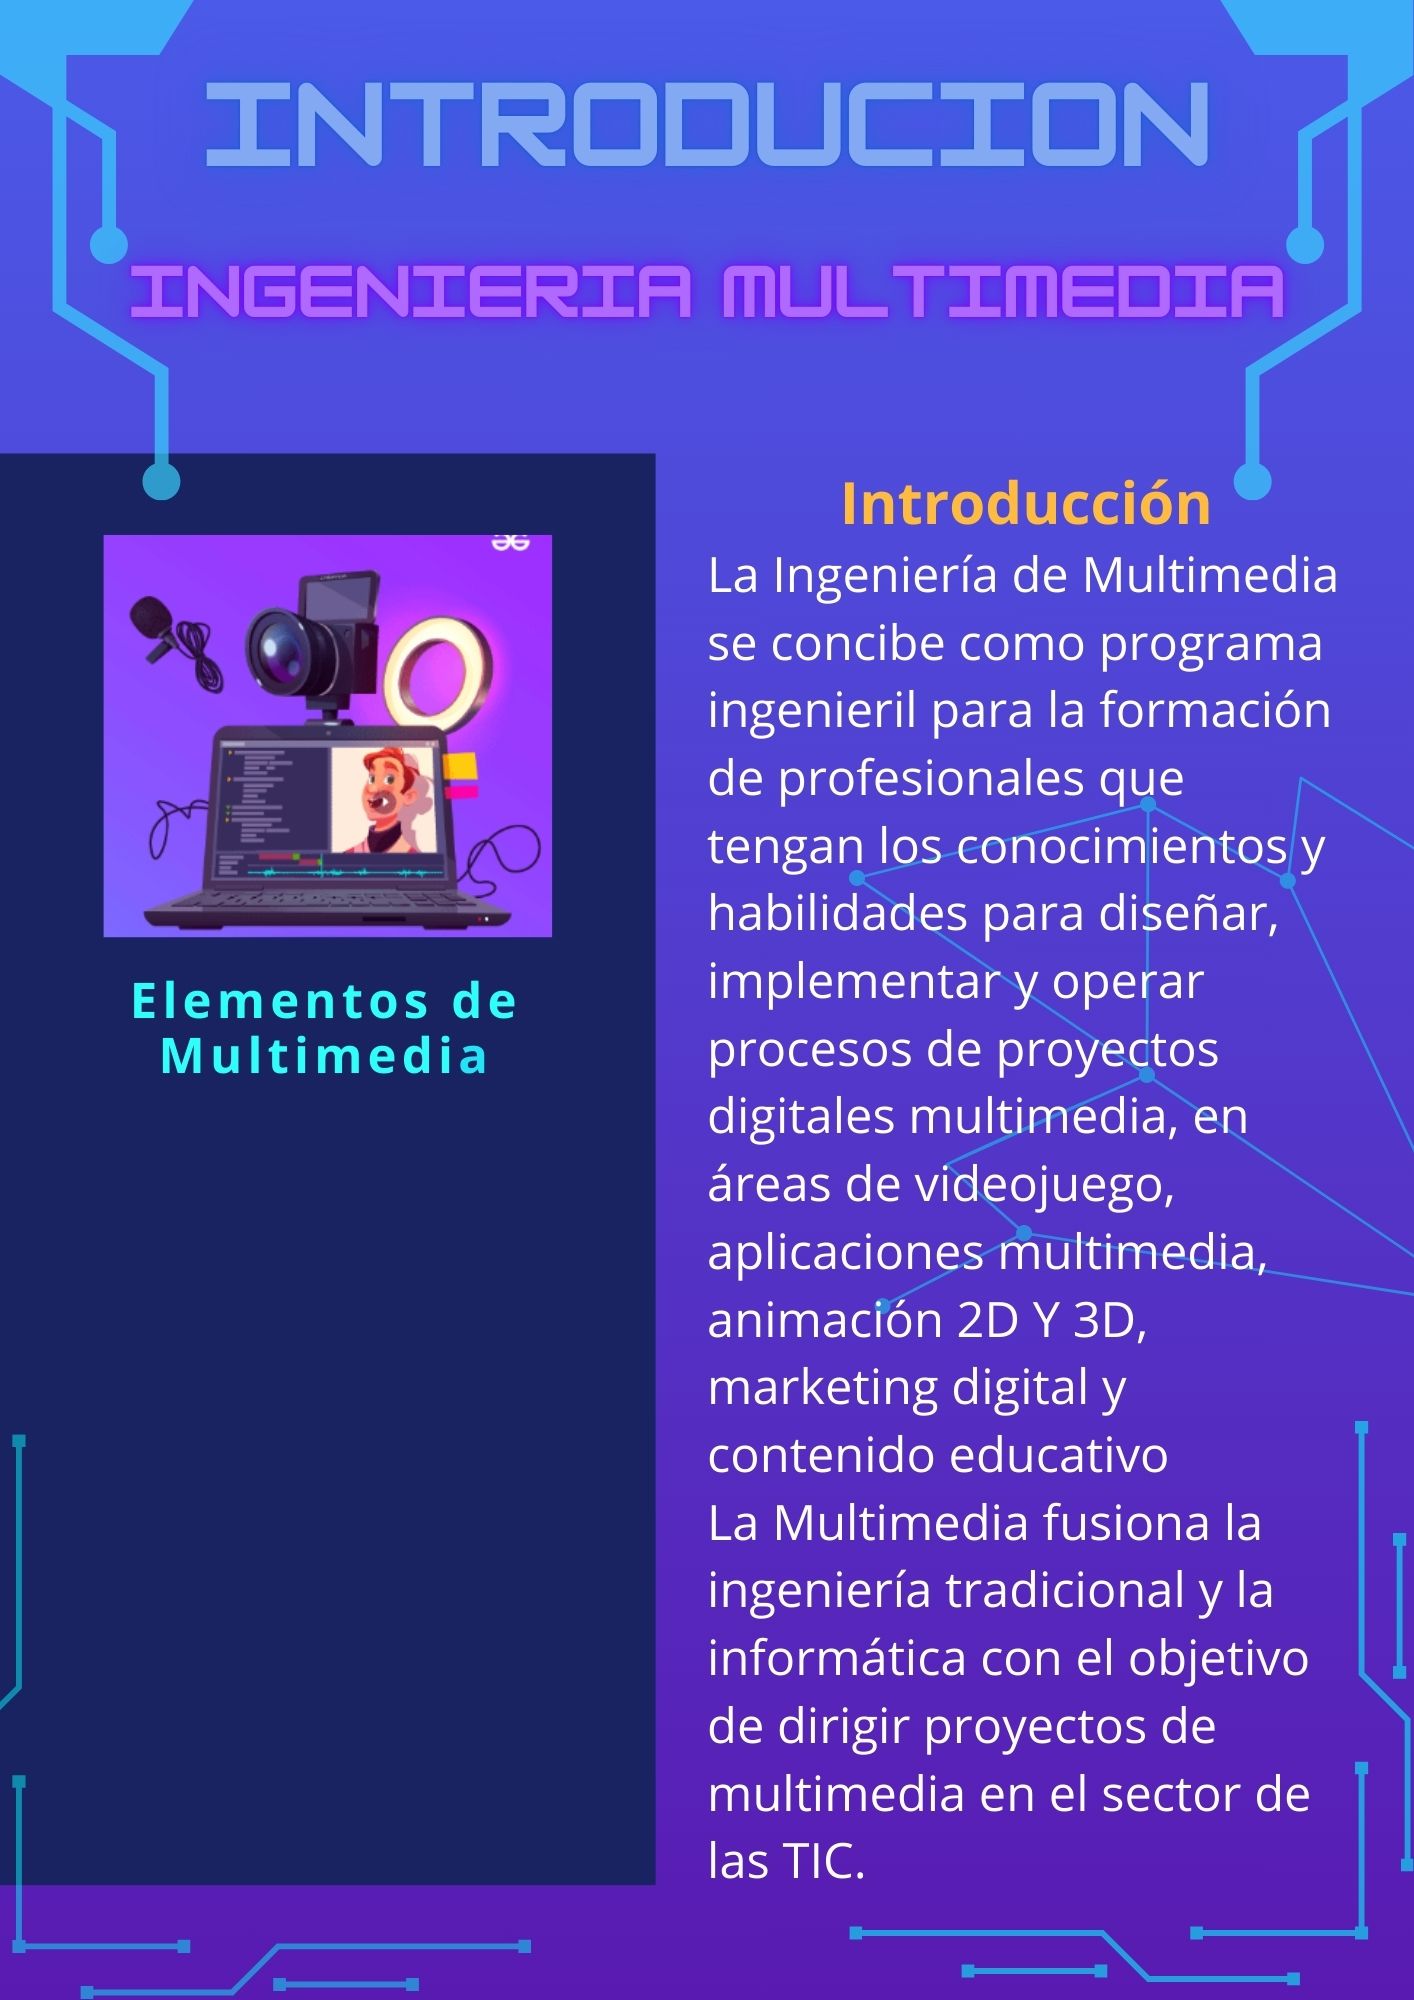 INTRODUCION
INGENIERIA MULTIMEDIA
Elementos de
Multimedia
Introducción
La Ingeniería de Multimedia
se concibe como programa
ingenieril para la formación
de profesionales que
tengan los conocimientos y
habilidades para diseñar,
implementar y operar
procesos de proyectos
digitales multimedia, en
áreas de videojuego,
aplicaciones multimedia,
animación 2D Y 3D,
marketing digital y
contenido educativo
La Multimedia fusiona la
ingeniería tradicional y la
informática con el objetivo
de dirigir proyectos de
multimedia en el sector de
las TIC.